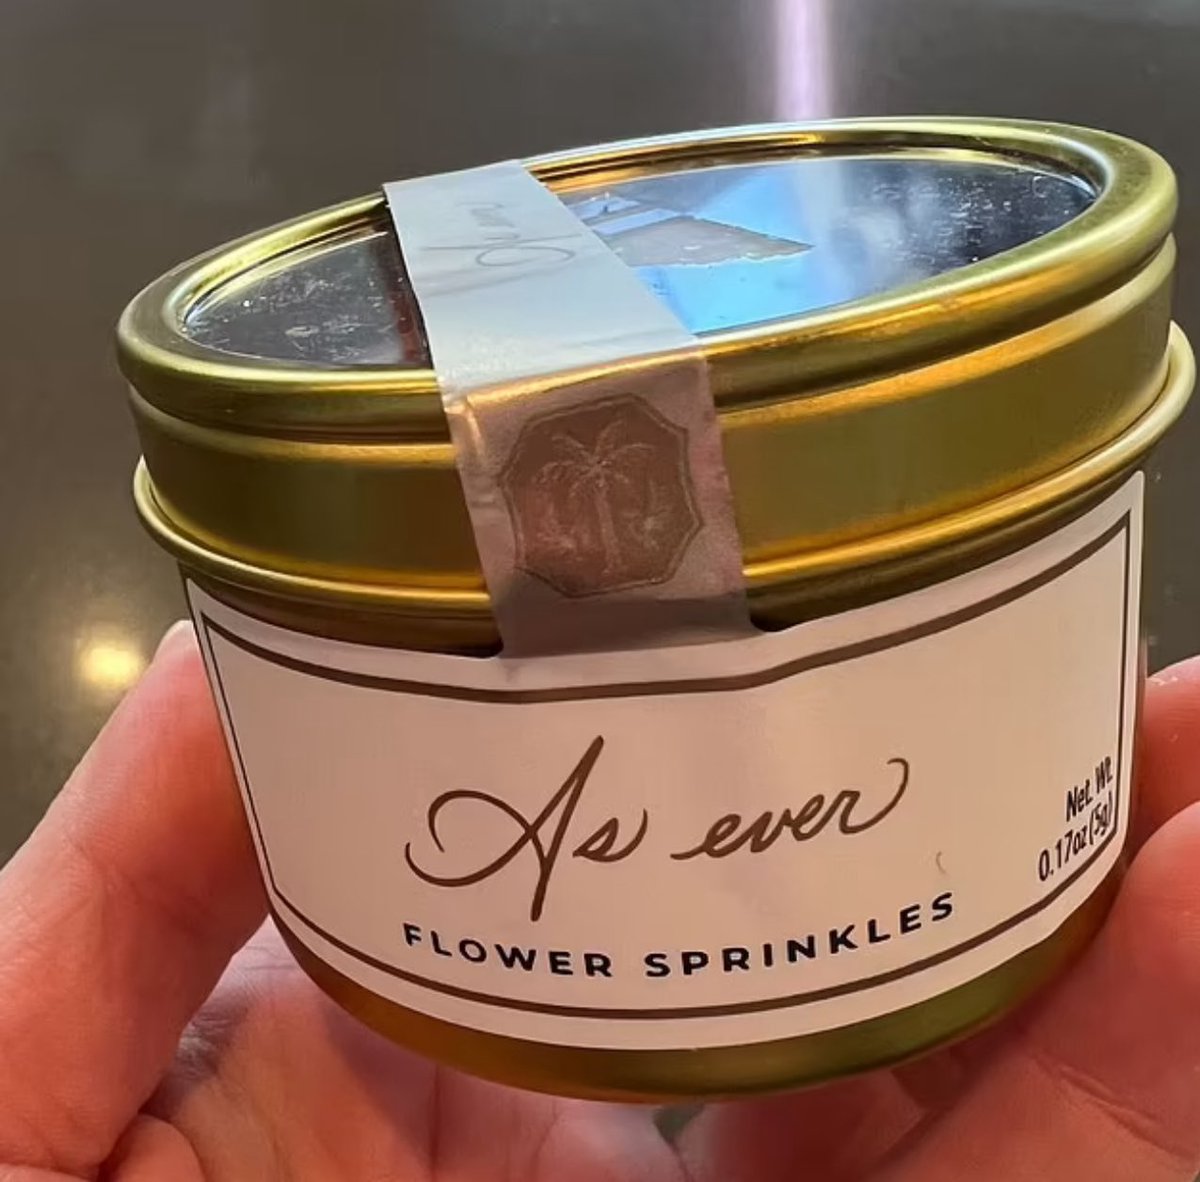 As ever
FLOWER SPRINKLES
Net. Wt.
0.17oz (5g)